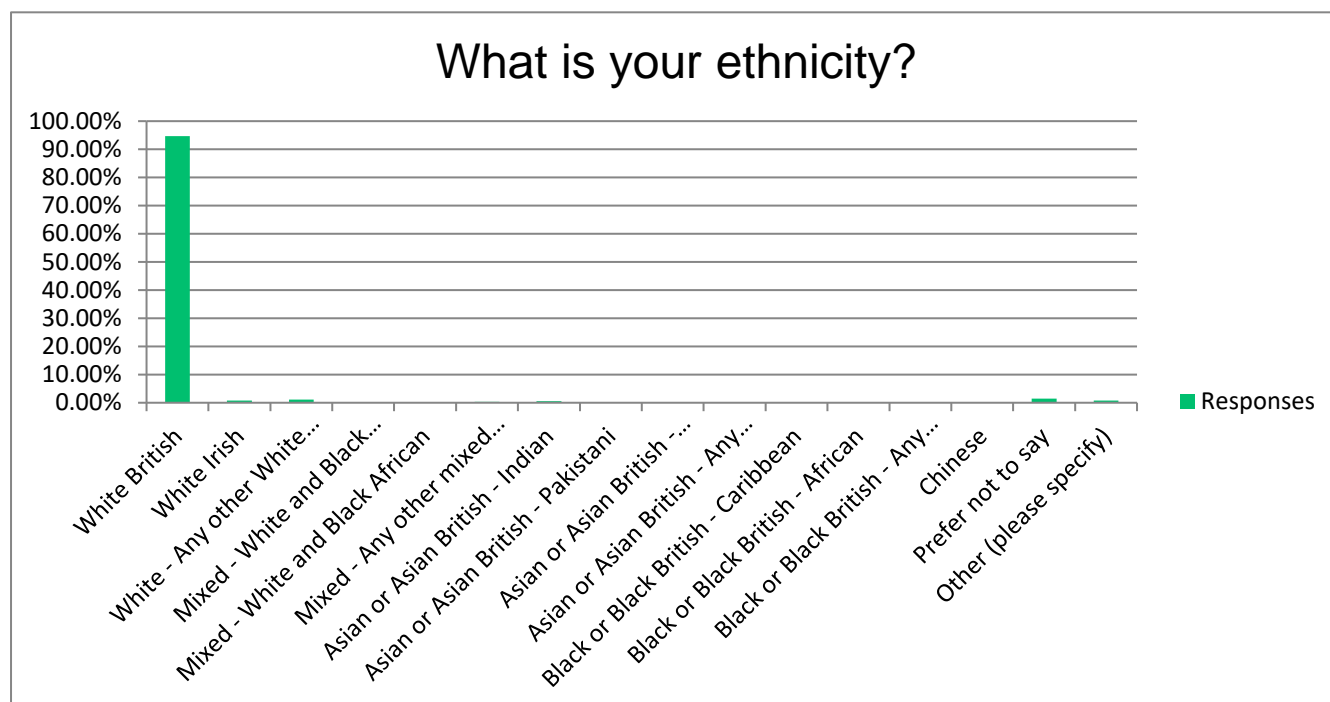 What is your ethnicity?
100.00%
90.00%
80.00%
70.00%
60.00%
50.00%
40.00%
30.00%
20.00%
10.00%
0.00%
White British
White Irish
White - Any other White…
Mixed - White and Black…
Mixed - White and Black African
Mixed - Any other mixed…
Asian or Asian British - Indian
Asian or Asian British - Pakistani
Asian or Asian British -…
Asian or Asian British - Any…
Black or Black British - Caribbean
Black or Black British - African
Black or Black British - Any…
Chinese
Prefer not to say
Other (please specify)
Responses